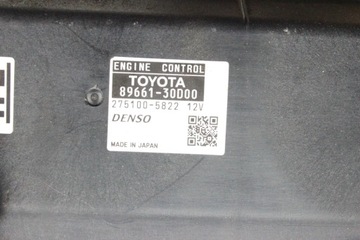 ENGINE CONTROL
TOYOTA
89661-30D00
275100-5822 12V
DENSO
MADE IN JAPAN